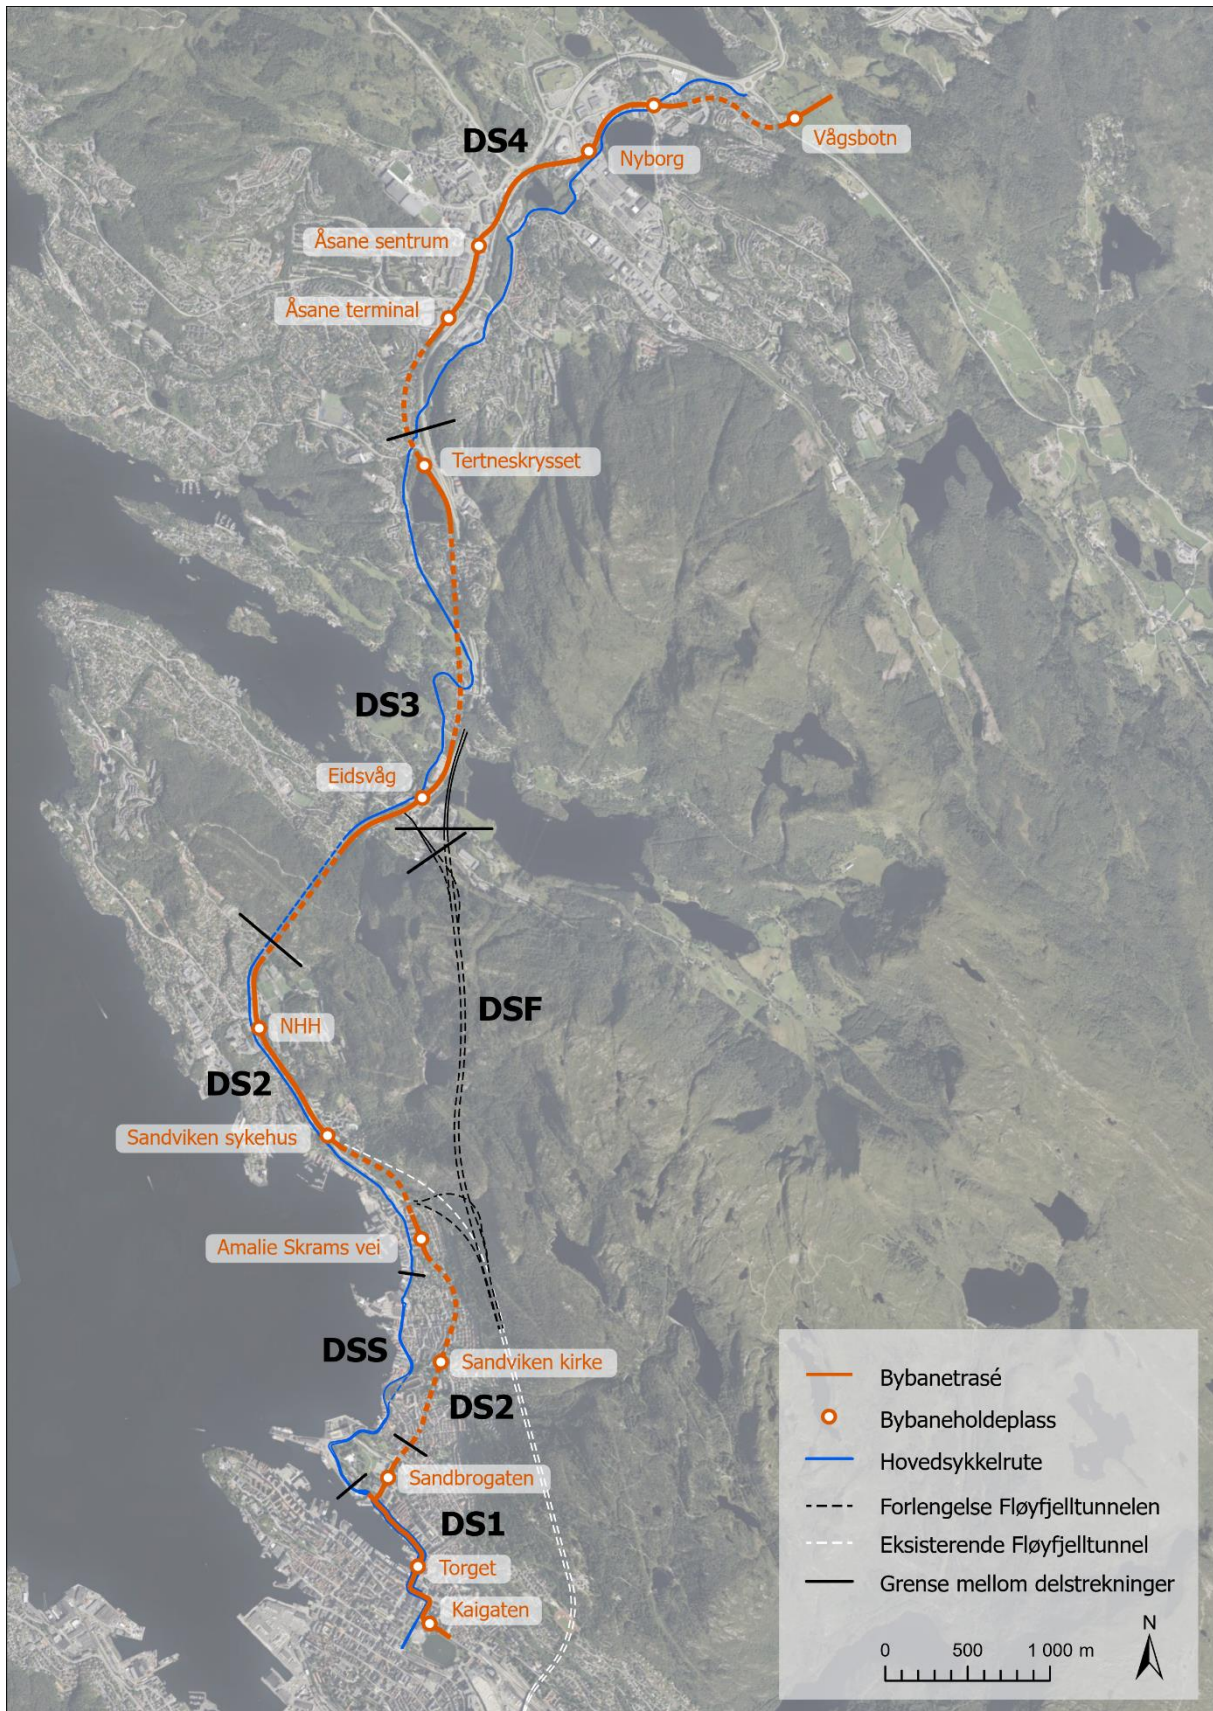 DS4
Vågsbotn
Nyborg
Åsane sentrum
Åsane terminal
Tertneskrysset
DS3
Eidsvåg
DSF
NHH
DS2
Sandviken sykehus
Amalie Skrams vei
DSS
Sandviken kirke
DS2
Sandbrogaten
DS1
Torget
Kaigaten
Bybanetrasé
Bybaneholdeplass
Hovedsykkelrute
Forlengelse Fløyfjelltunnelen
Eksisterende Fløyfjelltunnel
Grense mellom delstrekninger
N
0 500 1 000 m